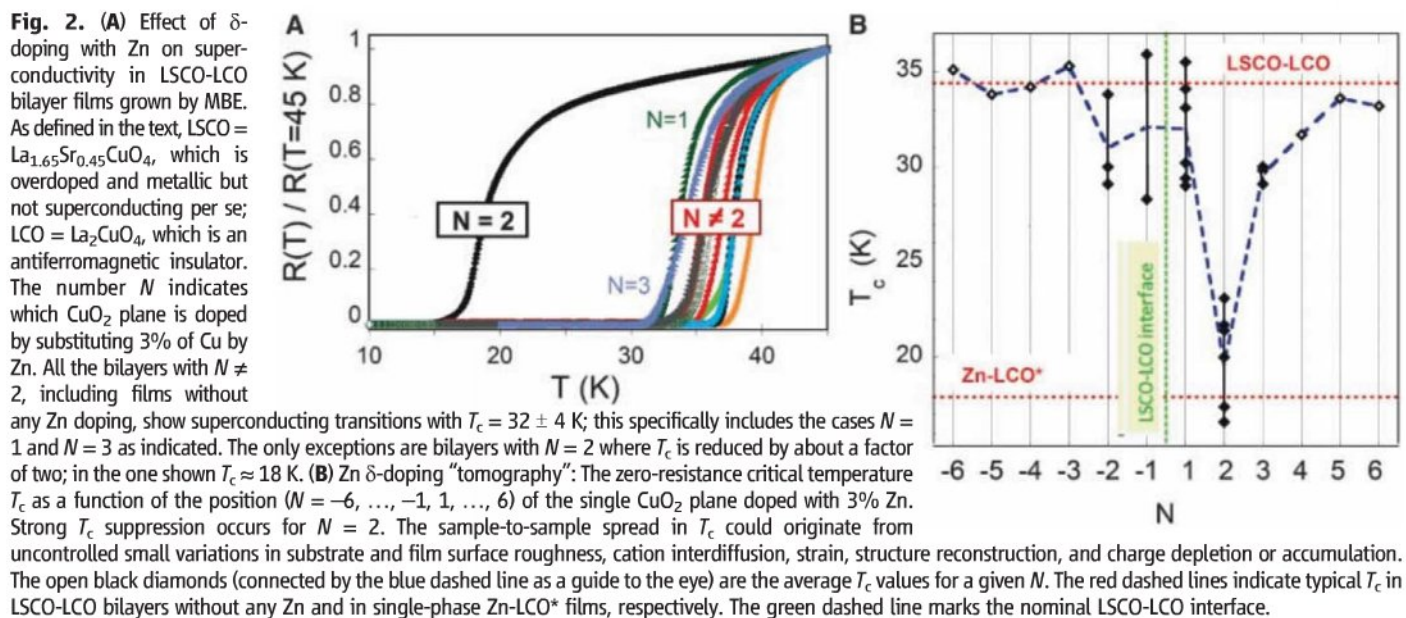 Fig. 2. (A) Effect of δ-
doping with Zn on super-
conductivity in LSCO-LCO
bilayer films grown by MBE.
As defined in the text, LSCO =
La1.65Sr0.45CuO4, which is
overdoped and metallic but
not superconducting per se;
LCO = La2CuO4, which is an
antiferromagnetic insulator.
The number N indicates
which CuO2 plane is doped
by substituting 3% of Cu by
Zn. All the bilayers with N ≠
2, including films without
any Zn doping, show superconducting transitions with Tc = 32 ± 4 K; this specifically includes the cases N =
1 and N = 3 as indicated. The only exceptions are bilayers with N = 2 where Tc is reduced by about a factor
of two; in the one shown Tc ≈ 18 K. (B) Zn δ-doping "tomography": The zero-resistance critical temperature
Tc as a function of the position (N = −6, …, −1, 1, …, 6) of the single CuO2 plane doped with 3% Zn.
Strong Tc suppression occurs for N = 2. The sample-to-sample spread in Tc could originate from
uncontrolled small variations in substrate and film surface roughness, cation interdiffusion, strain, structure reconstruction, and charge depletion or accumulation.
The open black diamonds (connected by the blue dashed line as a guide to the eye) are the average Tc values for a given N. The red dashed lines indicate typical Tc in
LSCO-LCO bilayers without any Zn and in single-phase Zn-LCO* films, respectively. The green dashed line marks the nominal LSCO-LCO interface.
A
R(T) / R(T=45 K)
1
0.8
0.6
0.4
0.2
0
N=1
N = 2
N ≠ 2
N=3
10
20
30
40
T (K)
B
Tc (K)
35
30
25
20
LSCO-LCO
LSCO-LCO interface
Zn-LCO*
-6 -5 -4 -3 -2 -1 1 2 3 4 5 6
N